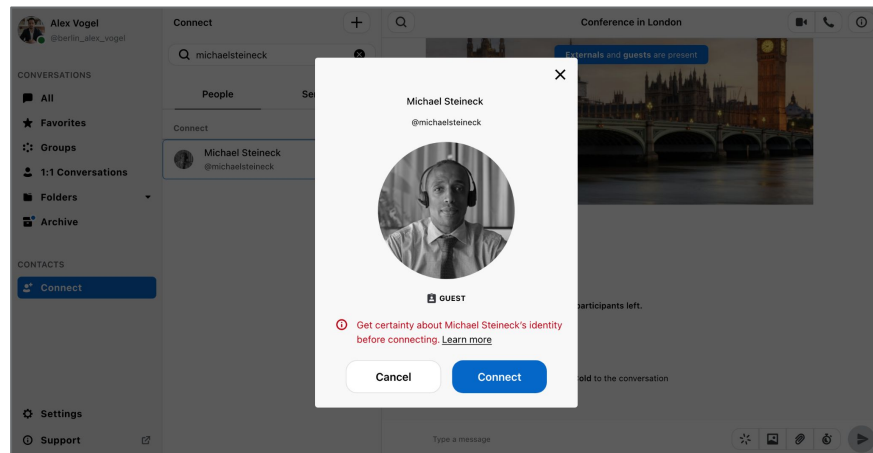 Alex Vogel
@berlin_alex_vogel
CONVERSATIONS
All
Favorites
Groups
1:1 Conversations
Folders
Archive
CONTACTS
Connect
Settings
Support
Connect
michaelsteineck
People
Connect
Michael Steineck
@michaelsteineck
Conference in London
Externals and guests are present
participants left.
to the conversation
Type a message
Michael Steineck
@michaelsteineck
GUEST
Get certainty about Michael Steineck's identity
before connecting. Learn more
Cancel
Connect